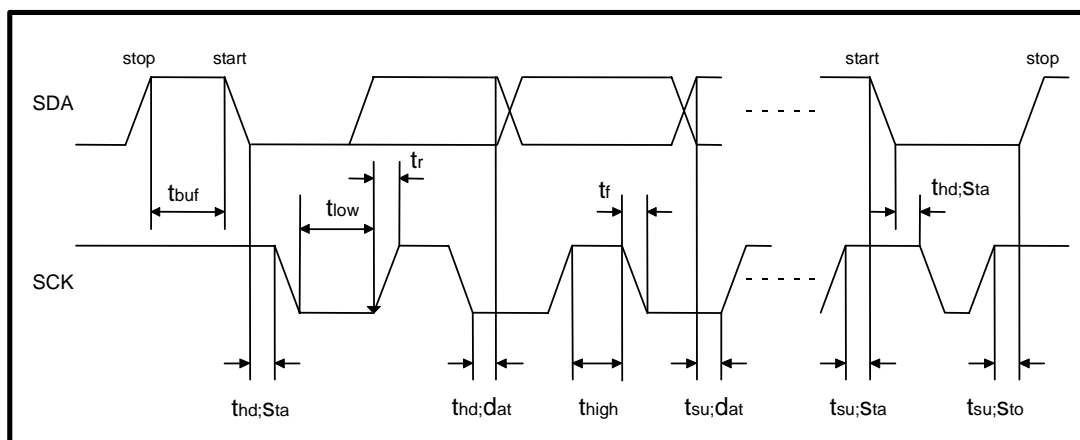 stop
start
start
stop
SDA
tr
tbuf
tlow
tf
thd;sta
SCK
thd;sta
thd;dat
thigh
tsu;dat
tsu;sta
tsu;sto